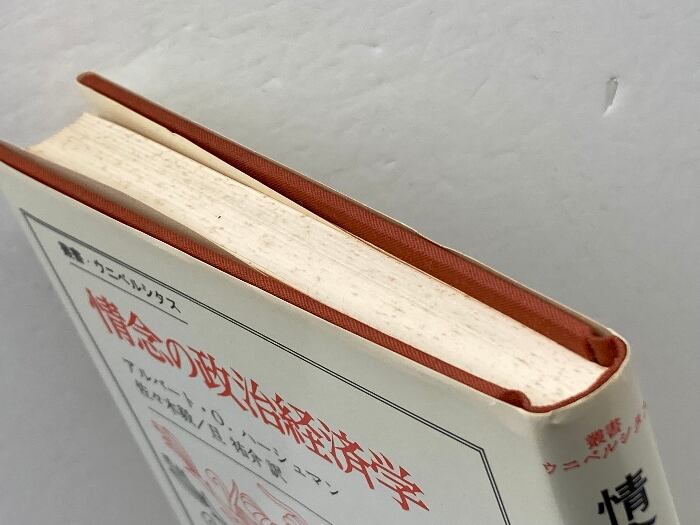 叢書・ウニベルシタス
情念の政治経済学
アルバート・O.ハーシュマン
佐々木毅/旦 祐介 訳
叢書
ウニベルシタス
情